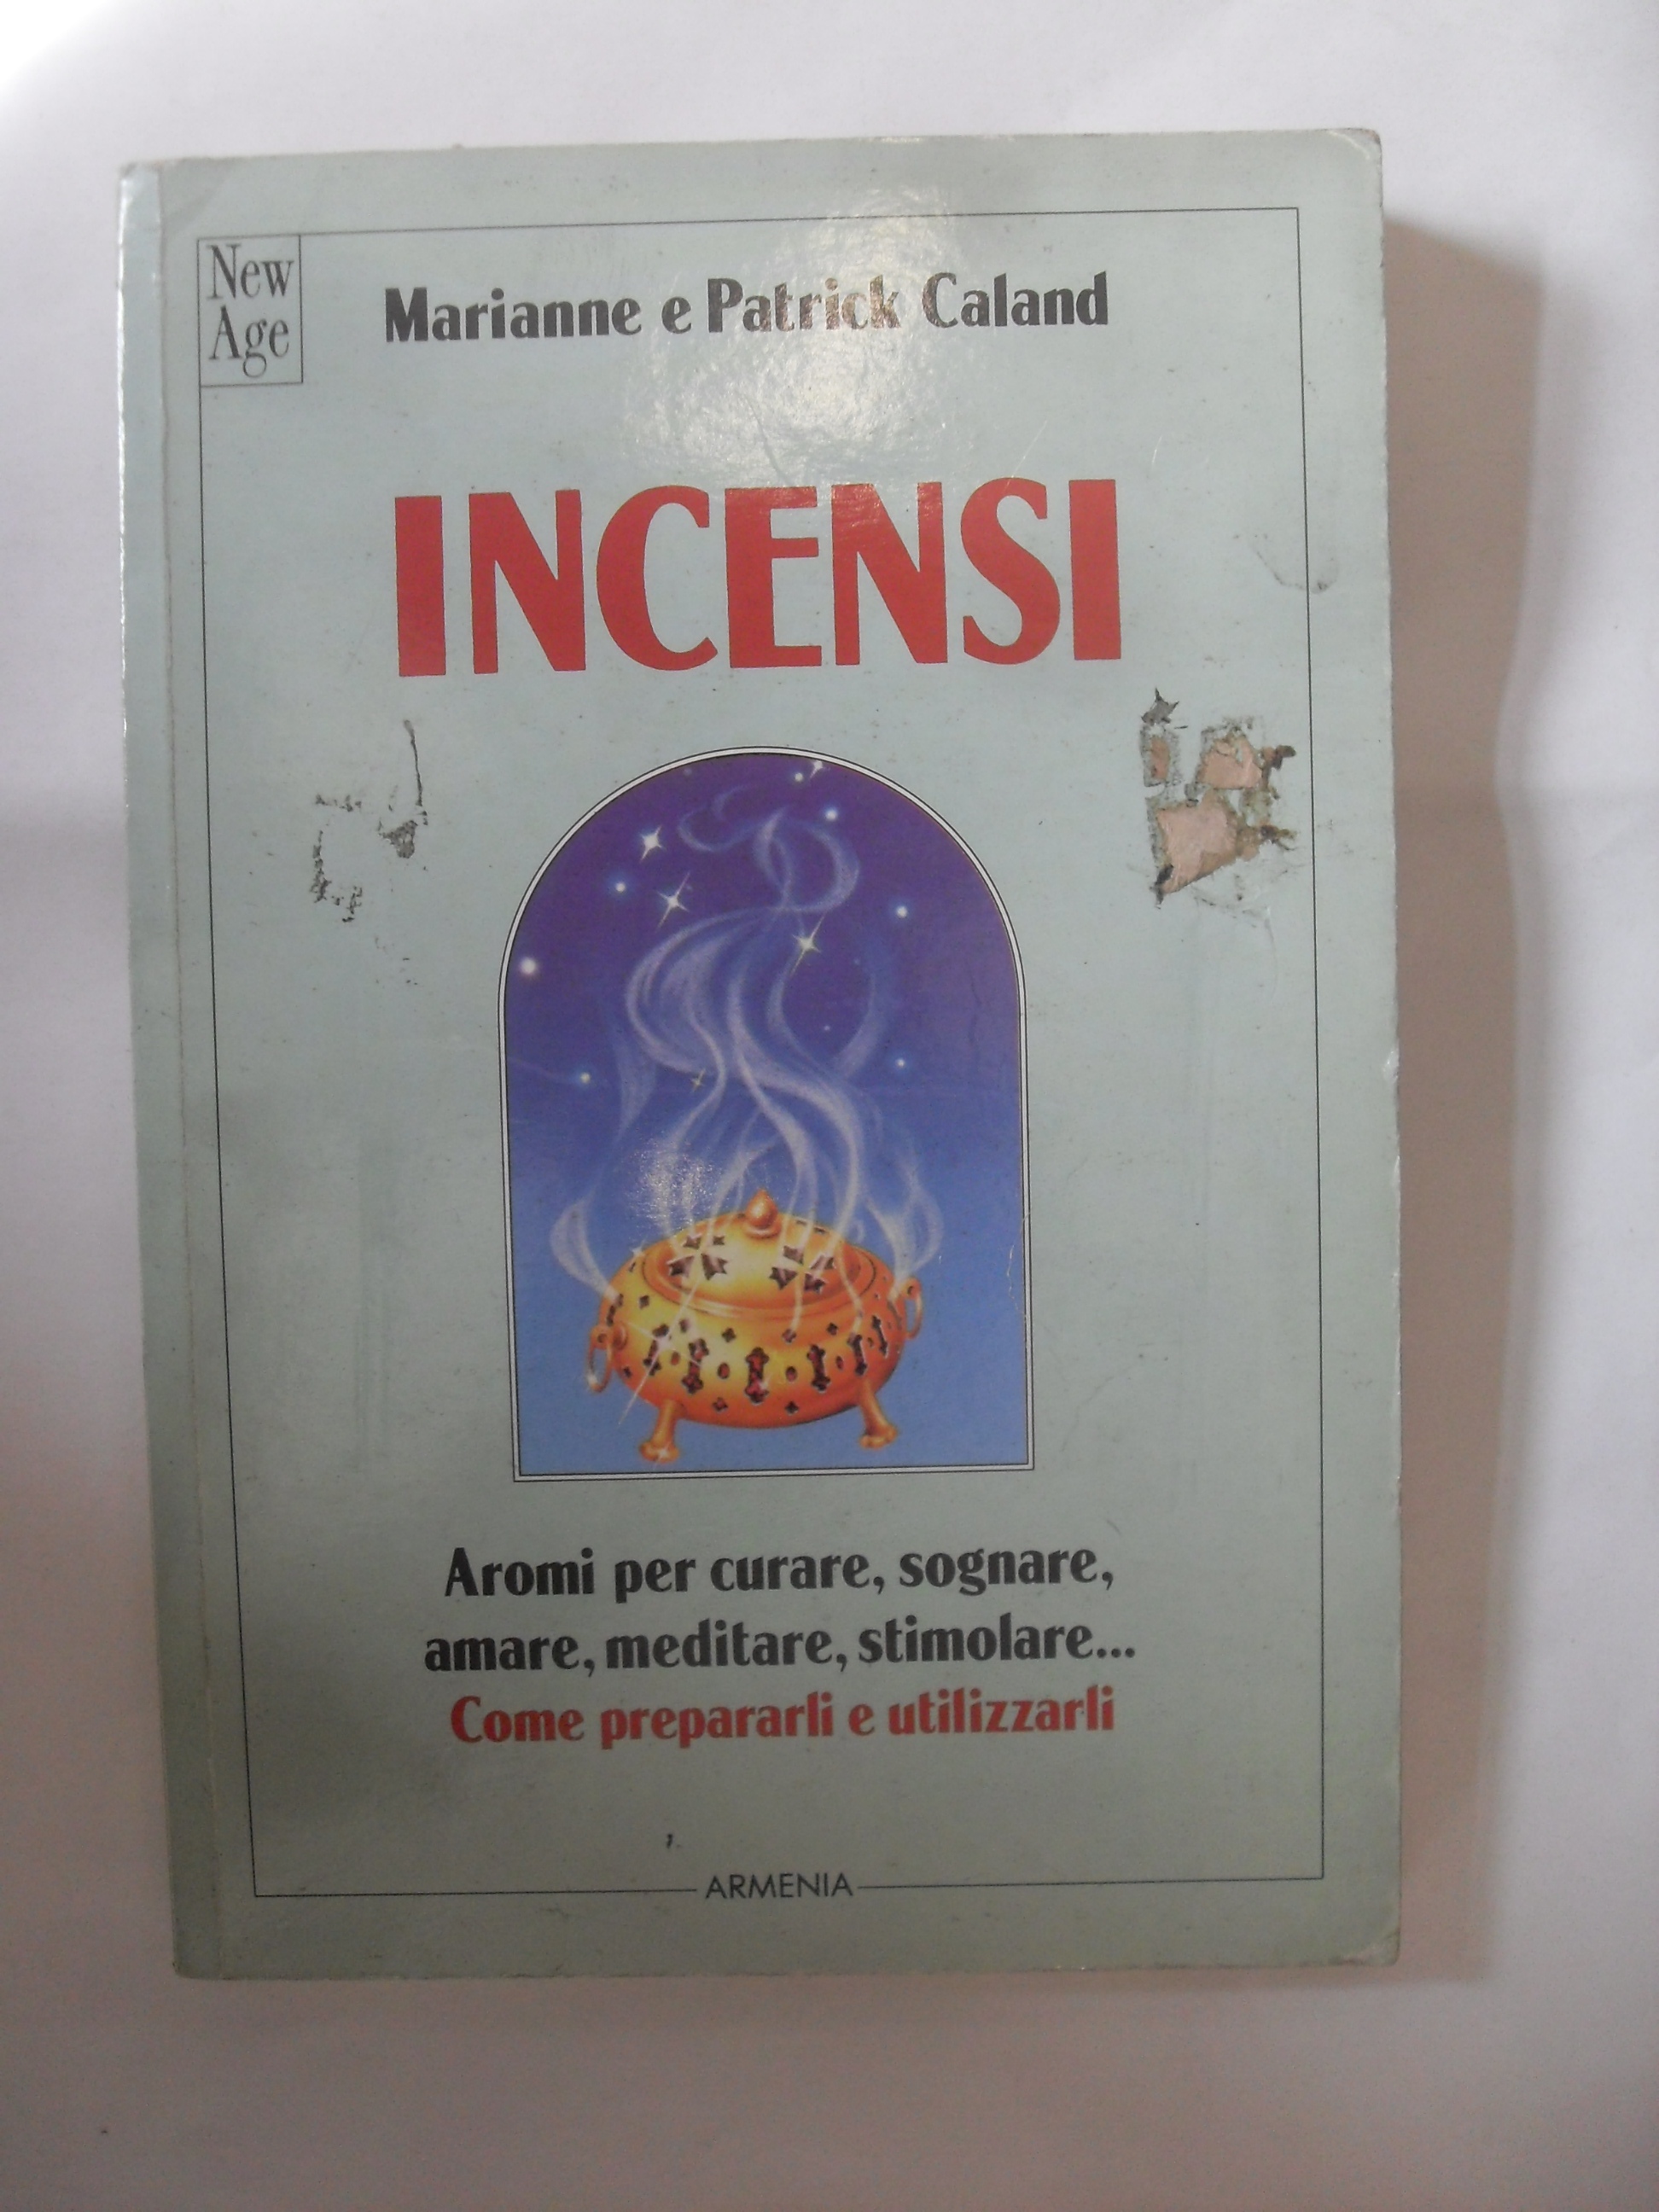 New
Age
Marianne e Patrick Caland
INCENSI
Aromi per curare, sognare,
amare, meditare, stimolare...
Come prepararli e utilizzarli
ARMENIA